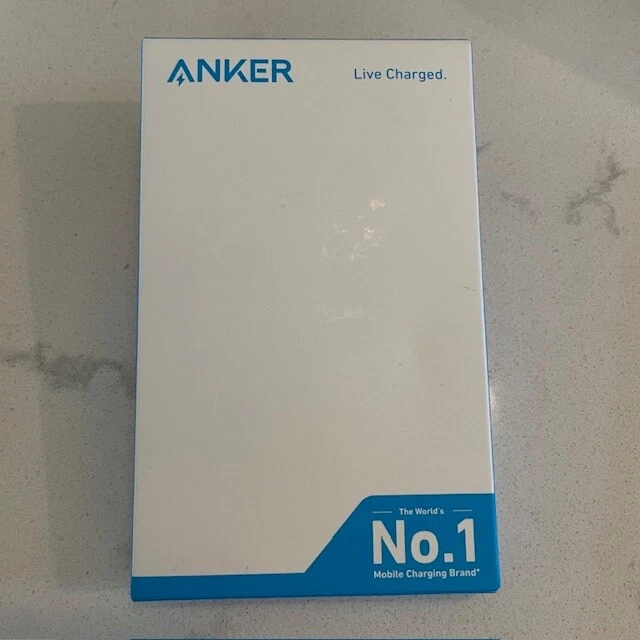 ANKER
Live Charged.
The World's
No.1
Mobile Charging Brand*